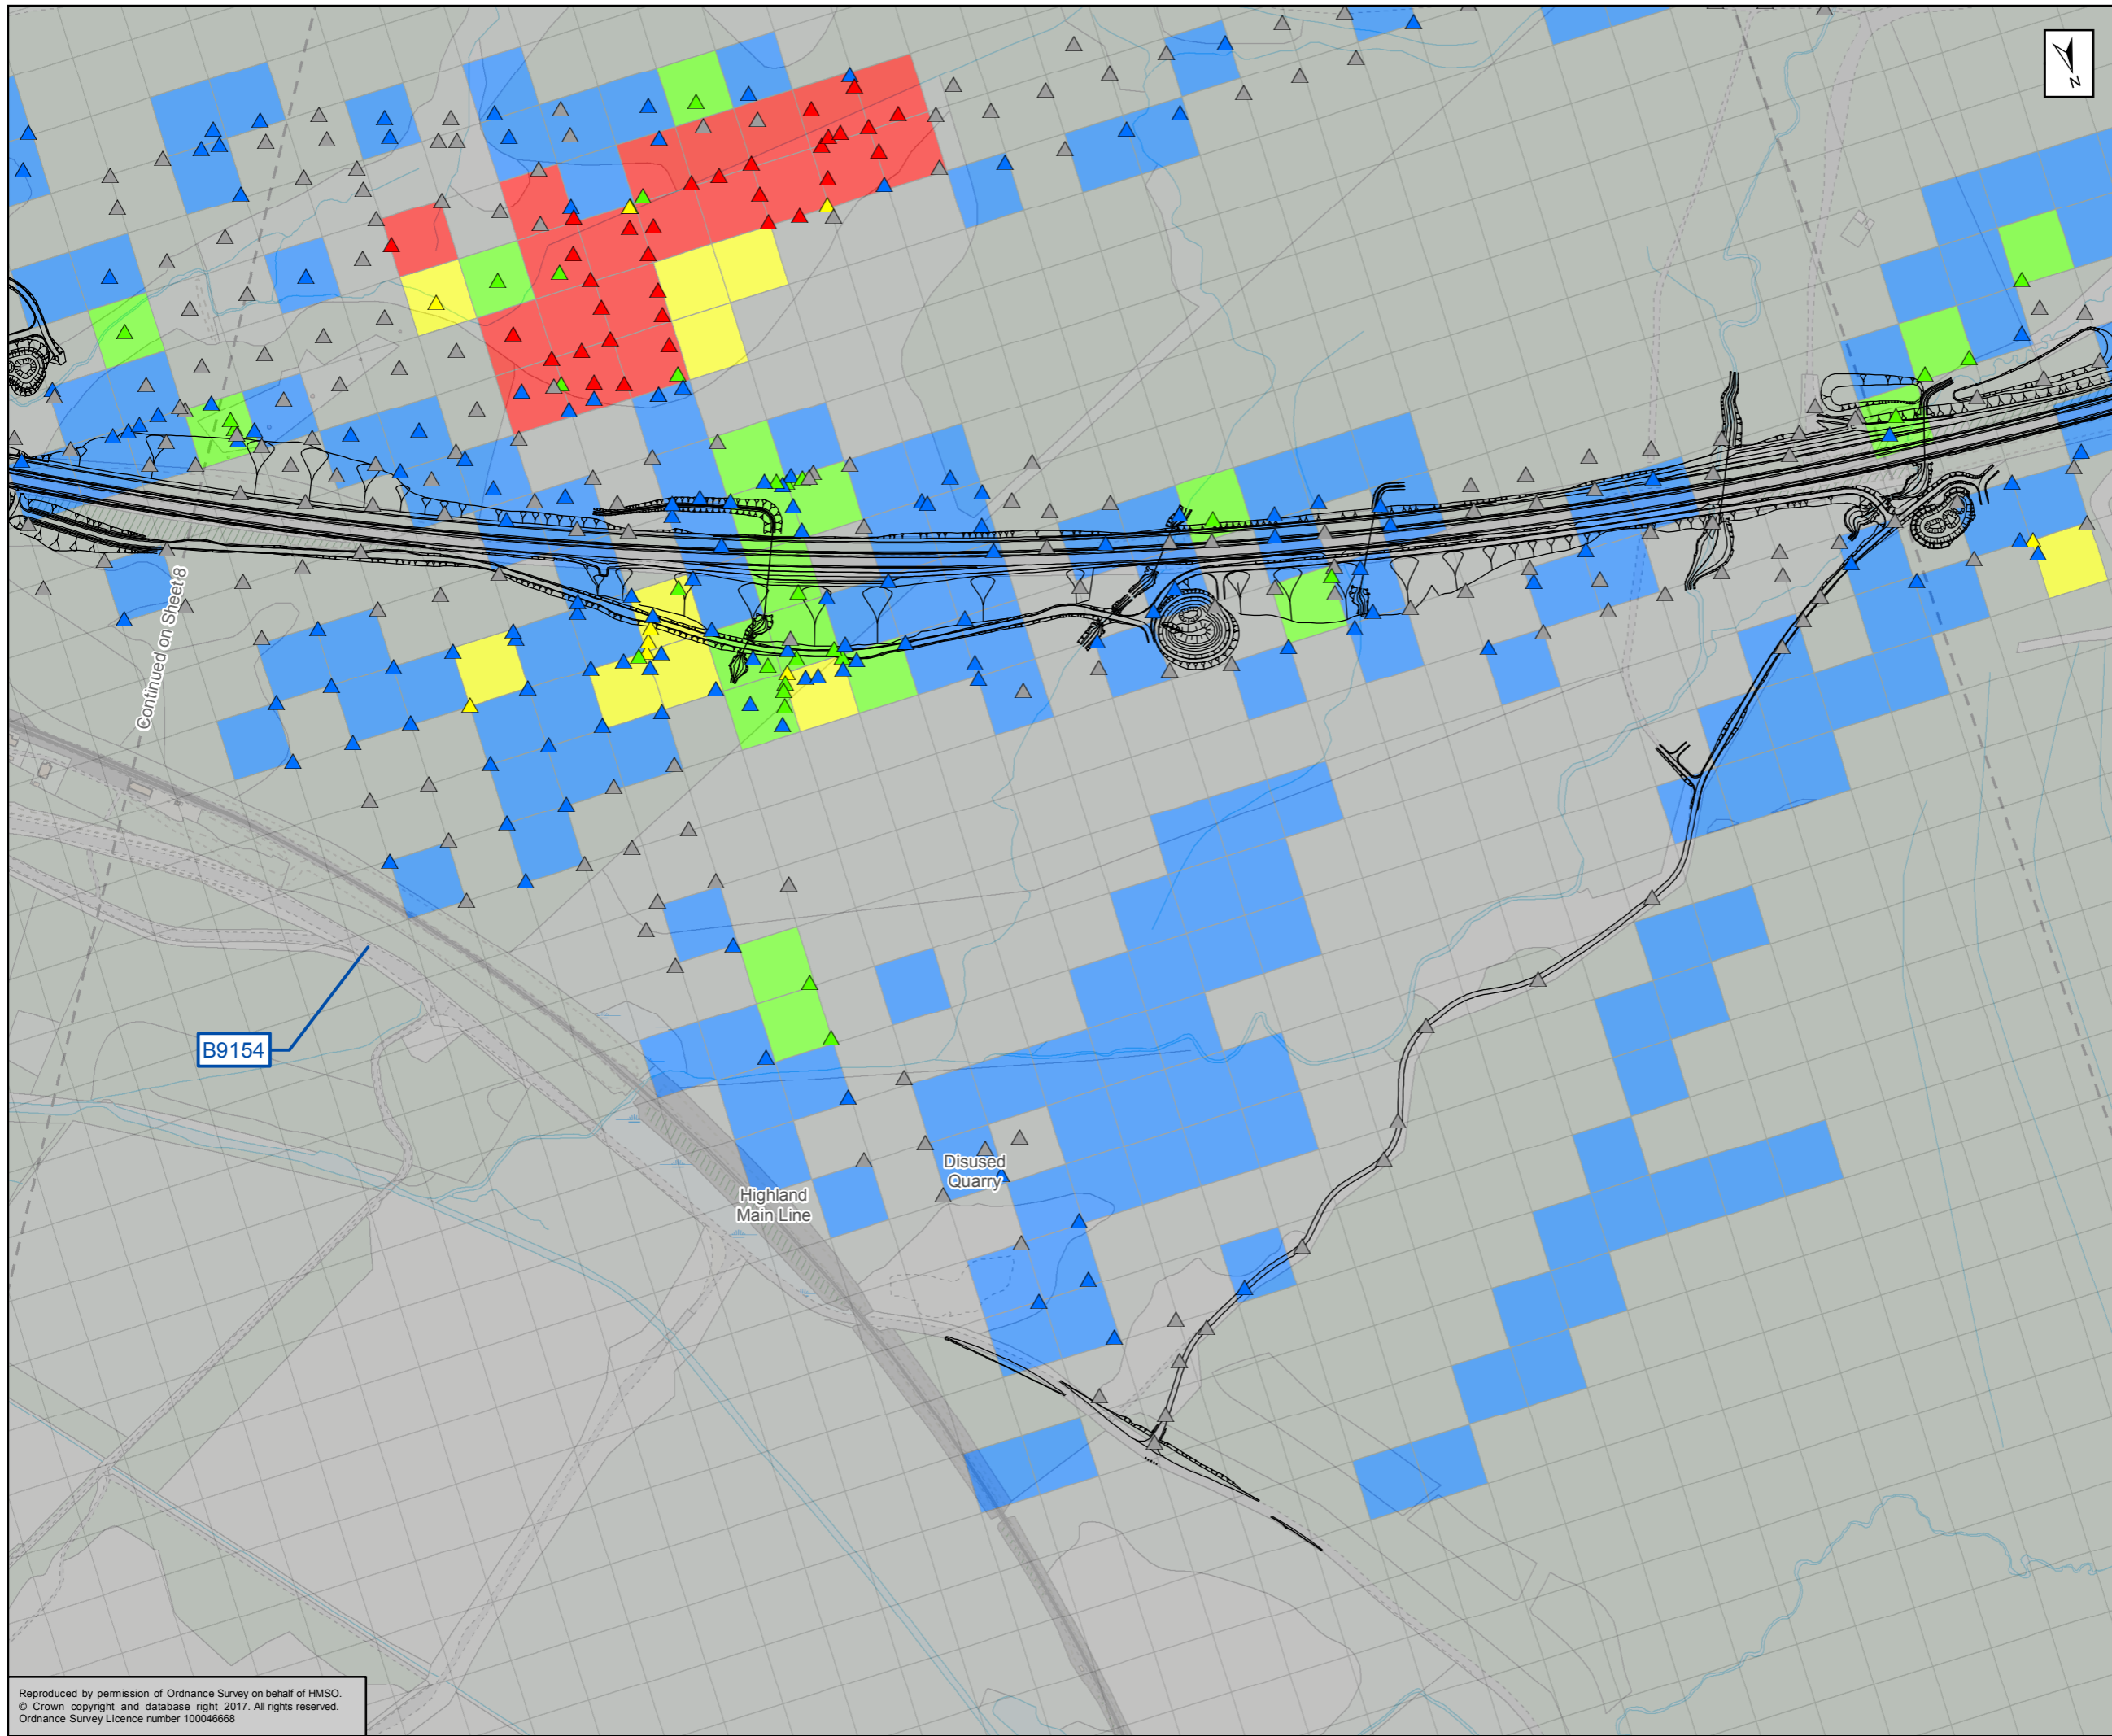 N
Continued on Sheet 8
B9154
Disused
Quarry
Highland
Main Line
Reproduced by permission of Ordnance Survey on behalf of HMSO.
© Crown copyright and database right 2017. All rights reserved.
Ordnance Survey Licence number 100046668